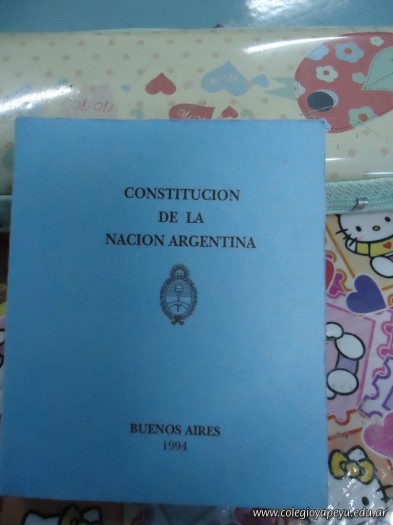 CONSTITUCION
DE LA
NACION ARGENTINA
BUENOS AIRES
1994
www.colegioyapeyu.edu.ar